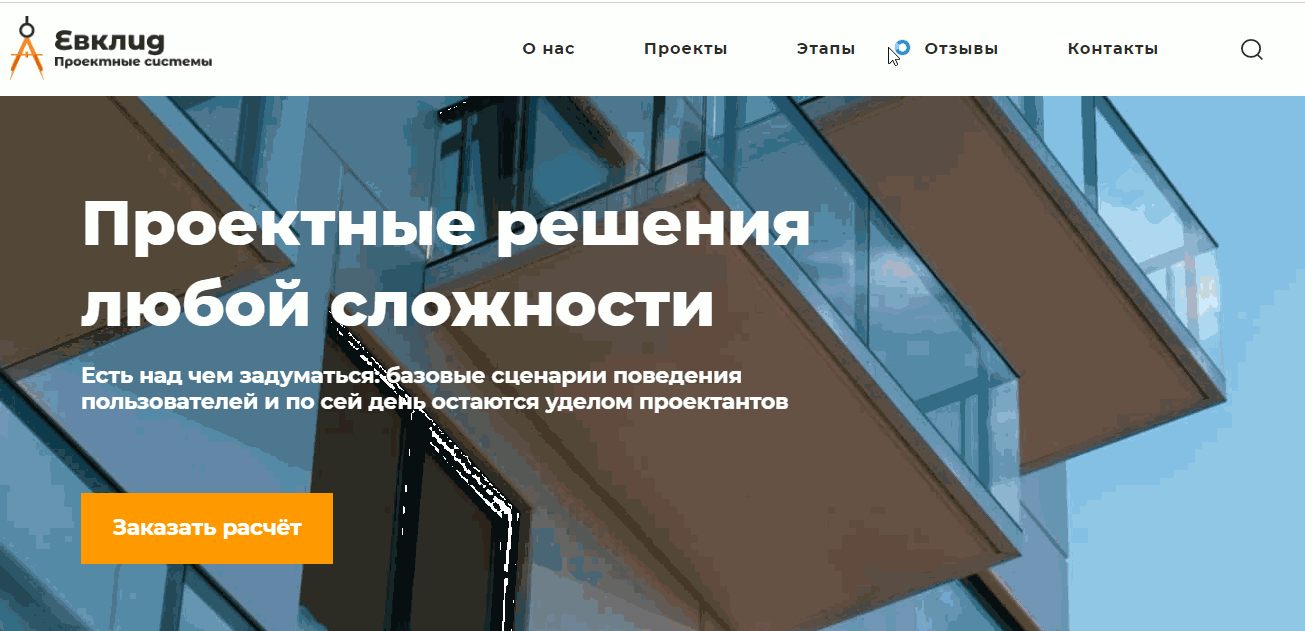 Евклид
Проектные системы
О нас
Проекты
Этапы
Отзывы
Контакты
Проектные решения
любой сложности
Есть над чем задуматься: базовые сценарии поведения
пользователей и по сей день остаются уделом проектантов
Заказать расчёт